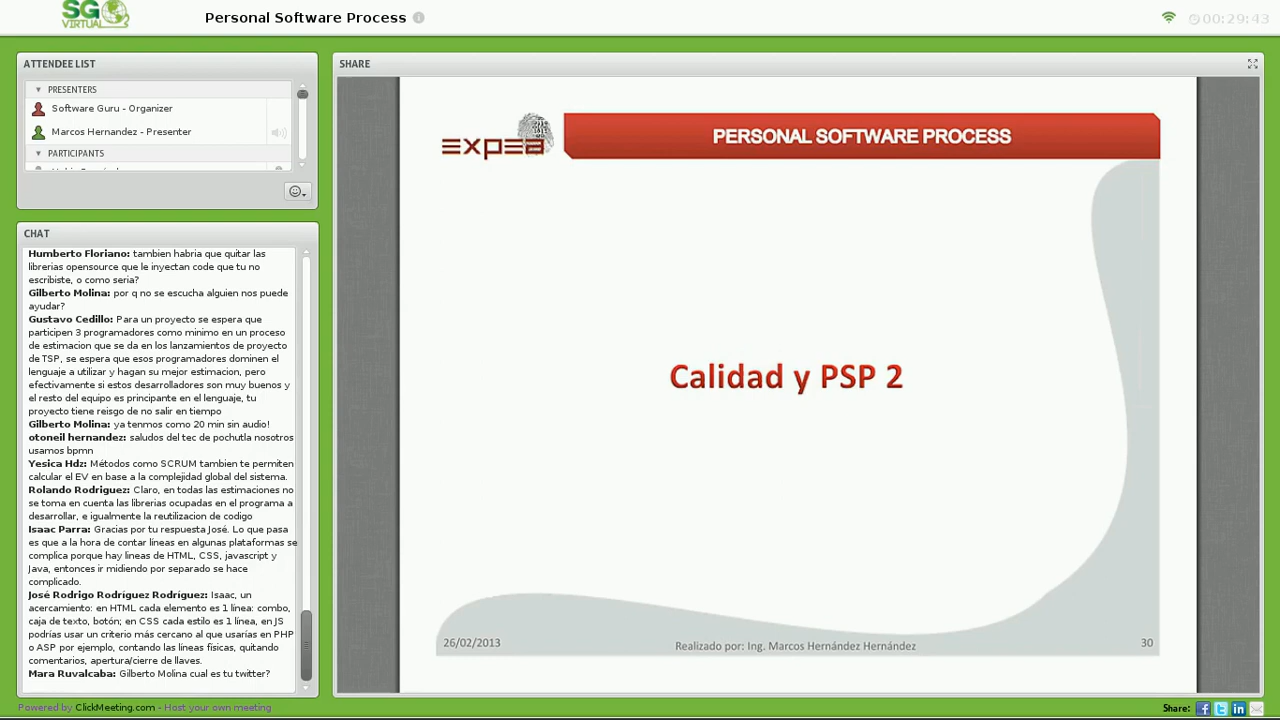 SG
VIRTUAL
Personal Software Process
00:29:43
ATTENDEE LIST
PRESENTERS
Software Guru - Organizer
Marcos Hernandez - Presenter
PARTICIPANTS
CHAT
Humberto Floriano: tambien habria que quitar las
librerias opensource que le inyectan code que tu no
escribiste, o como seria?
Gilberto Molina: por q no se escucha alguien nos puede
ayudar?
Gustavo Cedillo: Para un proyecto se espera que
participen 3 programadores como minimo en un proceso
de estimacion que se da en los lanzamientos de proyecto
de TSP, se espera que esos programadores dominen el
lenguaje a utilizar y hagan su mejor estimacion, pero
efectivamente si estos desarrolladores son muy buenos y
el resto del equipo es principante en el lenguaje, tu
proyecto tiene reisgo de no salir en tiempo
Gilberto Molina: ya tenmos como 20 min sin audio!
otoneil hernandez: saludos del tec de pochutla nosotros
usamos bpmn
Yesica Hdz: Métodos como SCRUM tambien te permiten
calcular el EV en base a la complejidad global del sistema.
Rolando Rodriguez: Claro, en todas las estimaciones no
se toma en cuenta las librerias ocupadas en el programa a
desarrollar, e igualmente la reutilizacion de codigo
Isaac Parra: Gracias por tu respuesta José. Lo que pasa
es que a la hora de contar líneas en algunas plataformas se
complica porque hay lineas de HTML, CSS, javascript y
Java, entonces ir midiendo por separado se hace
complicado.
José Rodrigo Rodríguez Rodríguez: Isaac, un
acercamiento: en HTML cada elemento es 1 línea: combo,
caja de texto, botón; en CSS cada estilo es 1 línea, en JS
podrías usar un criterio más cercano al que usarías en PHP
o ASP por ejemplo, contando las líneas físicas, quitando
comentarios, apertura/cierre de llaves.
Mara Ruvalcaba: Gilberto Molina cual es tu twitter?
SHARE
PERSONAL SOFTWARE PROCESS
Calidad y PSP 2
26/02/2013
Realizado por: Ing. Marcos Hernández Hernández
30
Powered by ClickMeeting.com - Host your own meeting
Share: